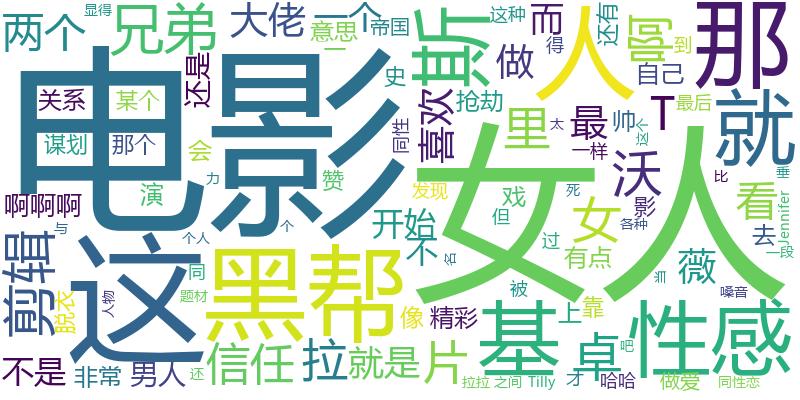 两个
显得
兄弟
大佬
一个
意思
一
帝国
斯
做
这种
而
得
还有
啊
到
人
那
电影
还是
史
抢劫
自己
关系
某个
谋划
那个
会
同性
喜欢
里
最
T
帅
最后
太
一样
这个
就
演
力
赞
发现
戏
沃
影
看
比
垂
啊啊啊
与
个人
个
开始
不
但
过
死
女
各种
有点
去
Jennifer
一段
女人
剪辑
这
黑帮
同
名
被
薇
脱衣
人物
题材
像
精彩
上
靠
嗓音
基
卓
吧
性感
不是
非常
男人
还
信任
拉
就是
片
拉拉
之间
Tilly
才
哈哈
做爱
同性恋